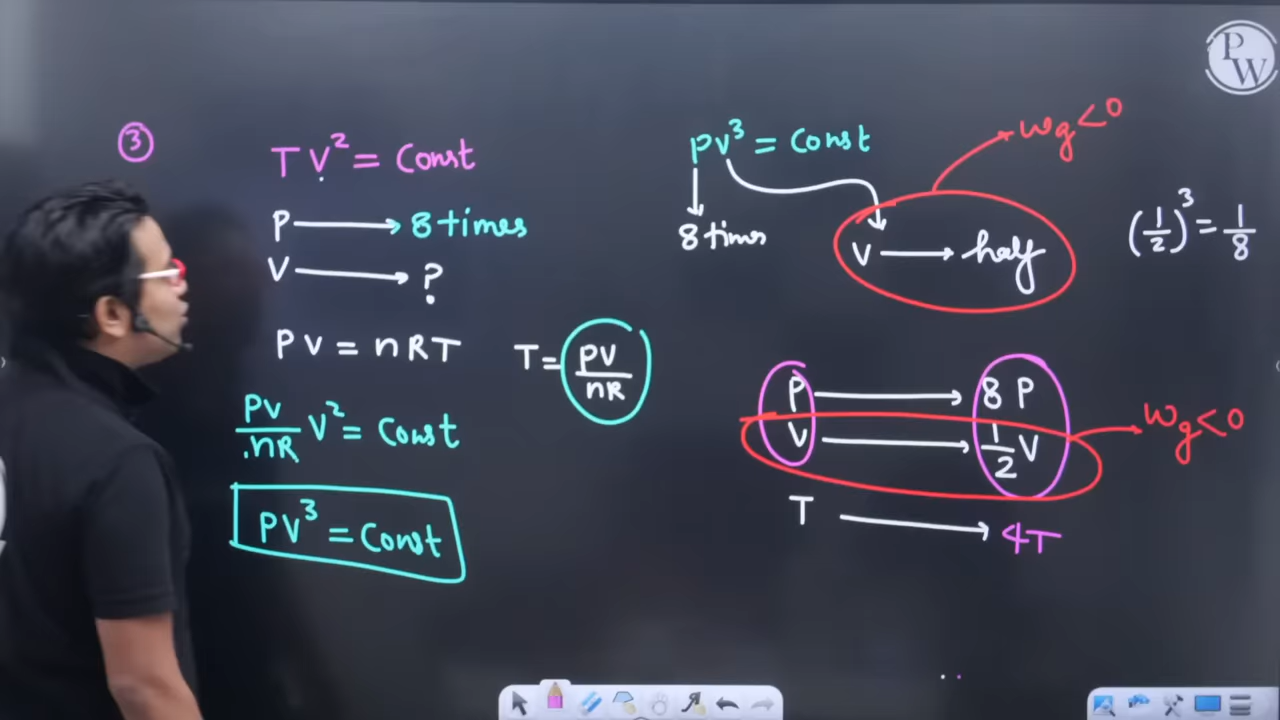 PW
③
TV² = Const
P → 8 times
V → ?
PV = nRT
T = PV/nR
PV/nR V² = Const
PV³ = Const
PV³ = Const
8 times
V → half
Wg < 0
(1/2)³ = 1/8
P → 8 P
V → 1/2 V
Wg < 0
T → 4T